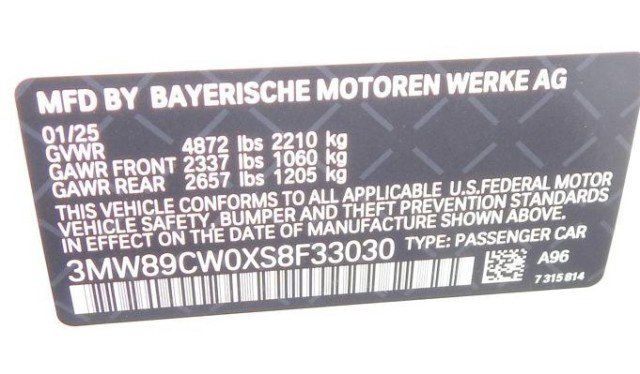 MFD BY BAYERISCHE MOTOREN WERKE AG
01/25
GVWR 4872 lbs 2210 kg
GAWR FRONT 2337 lbs 1060 kg
GAWR REAR 2657 lbs 1205 kg
THIS VEHICLE CONFORMS TO ALL APPLICABLE U.S.FEDERAL MOTOR
VEHICLE SAFETY, BUMPER AND THEFT PREVENTION STANDARDS
IN EFFECT ON THE DATE OF MANUFACTURE SHOWN ABOVE.
3MW89CW0XS8F33030 TYPE: PASSENGER CAR
A96
7 315 814